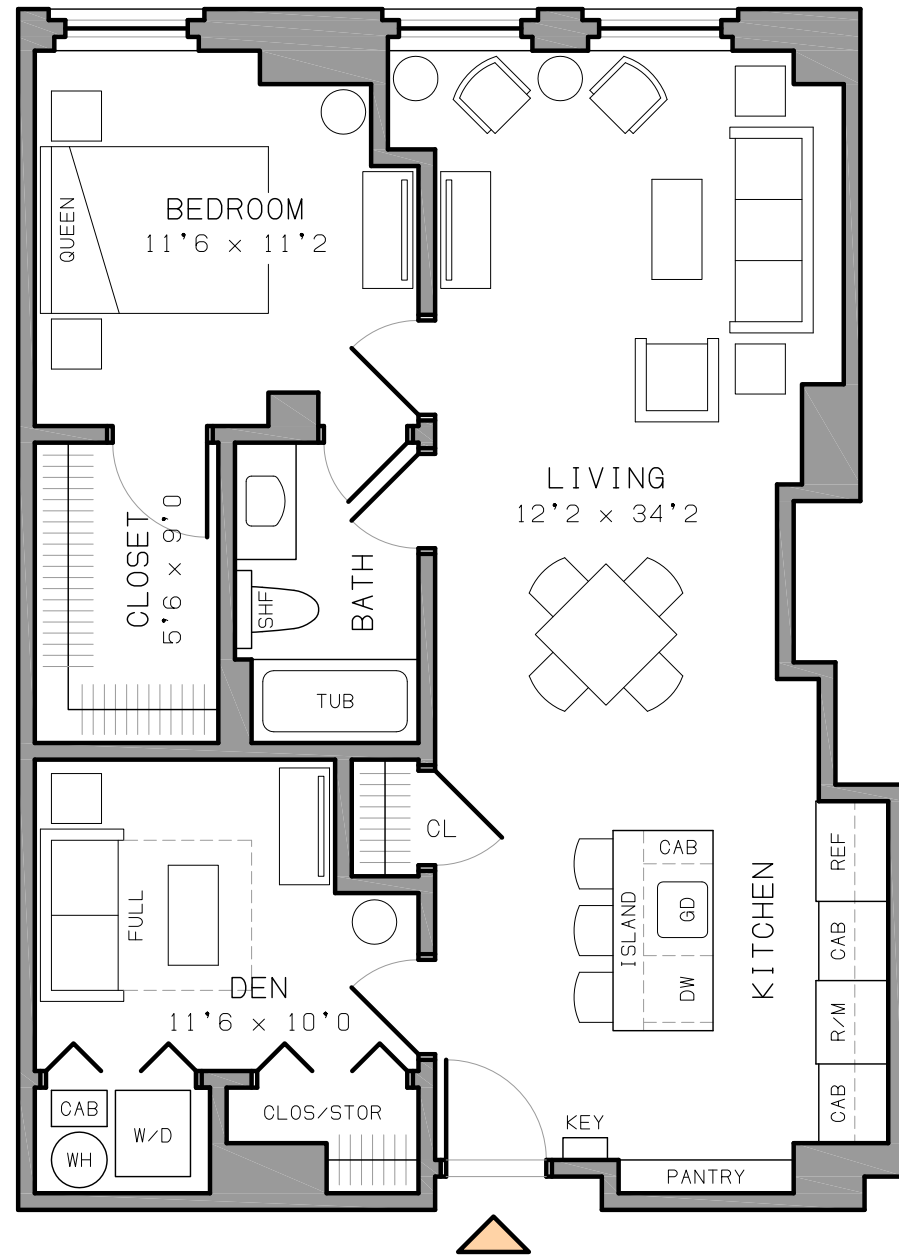 QUEEN
BEDROOM
11'6 x 11'2
LIVING
12'2 x 34'2
CLOSET
5'6 x 9'0
SHF
BATH
TUB
CL
FULL
DEN
11'6 x 10'0
CAB
ISLAND
GD
DW
KITCHEN
REF
CAB
R/M
CAB
CAB
WH
W/D
CLOS/STOR
KEY
PANTRY